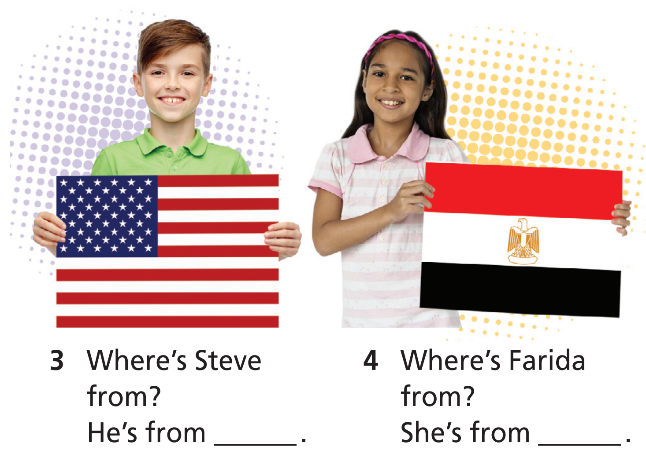 3 Where's Steve
from?
He's from ______.
4 Where's Farida
from?
She's from ______.